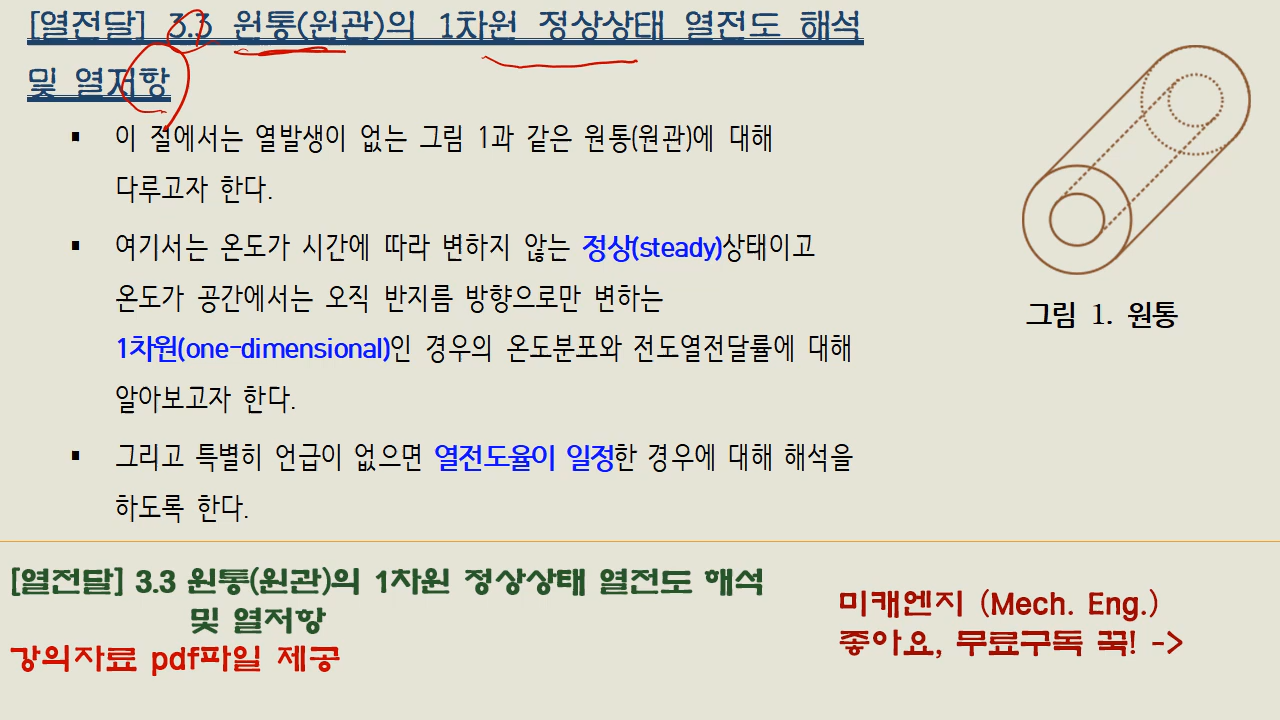 [열전달] 3.3 원통(원관)의 1차원 정상상태 열전도 해석
및 열저항
▪ 이 절에서는 열발생이 없는 그림 1과 같은 원통(원관)에 대해
다루고자 한다.
▪ 여기서는 온도가 시간에 따라 변하지 않는 정상(steady)상태이고
온도가 공간에서는 오직 반지름 방향으로만 변하는
1차원(one-dimensional)인 경우의 온도분포와 전도열전달률에 대해
알아보고자 한다.
▪ 그리고 특별히 언급이 없으면 열전도율이 일정한 경우에 대해 해석을
하도록 한다.
그림 1. 원통
[열전달] 3.3 원통(원관)의 1차원 정상상태 열전도 해석
및 열저항
강의자료 pdf파일 제공
미캐엔지 (Mech. Eng.)
좋아요, 무료구독 꾹! ->